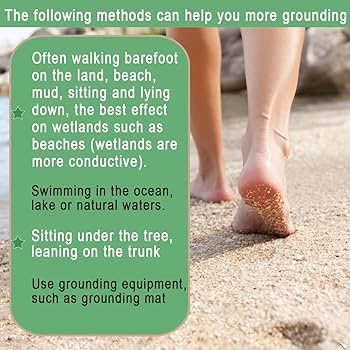 The following methods can help you more grounding
Often walking barefoot
on the land, beach,
mud, sitting and lying
down, the best effect
on wetlands such as
beaches (wetlands are
more conductive).
Swimming in the ocean,
lake or natural waters.
Sitting under the tree,
leaning on the trunk
Use grounding equipment,
such as grounding mat